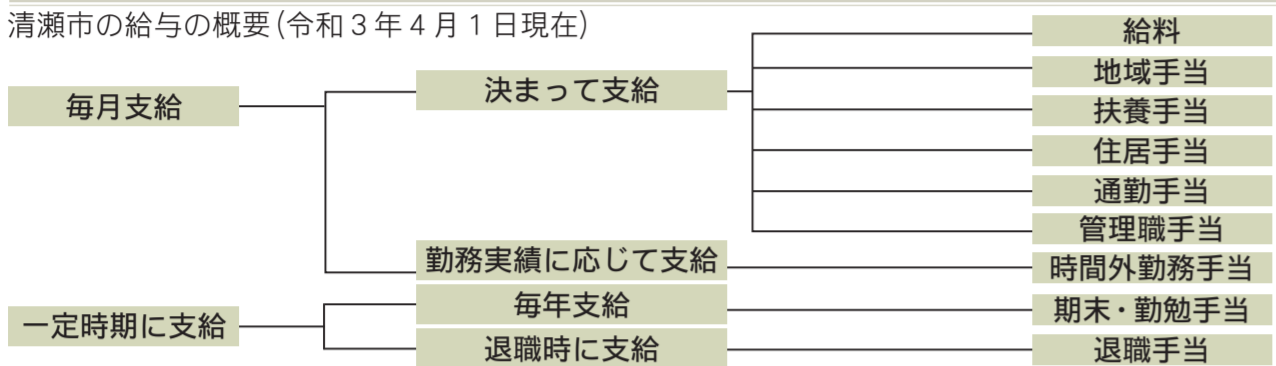 清瀬市の給与の概要(令和3年4月1日現在)
毎月支給
決まって支給
給料
地域手当
扶養手当
住居手当
通勤手当
管理職手当
勤務実績に応じて支給
時間外勤務手当
一定時期に支給
毎年支給
期末・勤勉手当
退職時に支給
退職手当